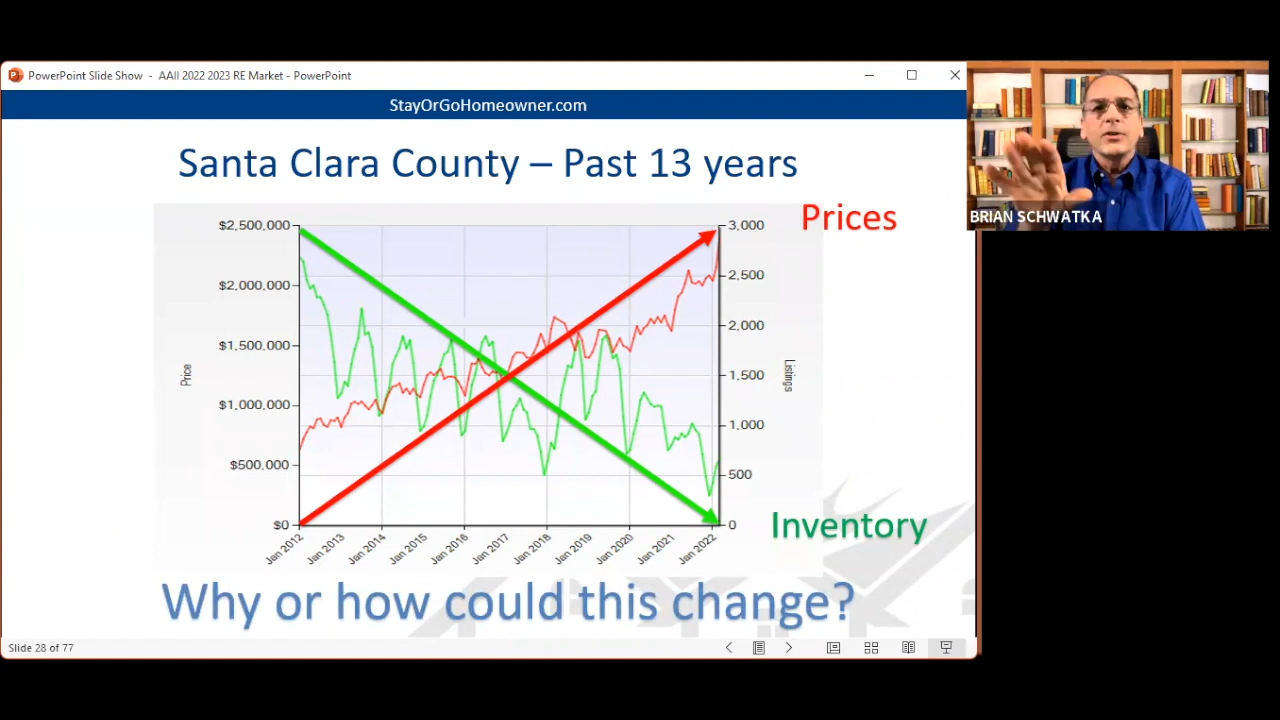 PowerPoint Slide Show - AAII 2022 2023 RE Market - PowerPoint
StayOrGoHomeowner.com
Santa Clara County – Past 13 years
Prices
BRIAN SCHWATKA
$2,500,000
$2,000,000
$1,500,000
$1,000,000
$500,000
$0
Price
3,000
2,500
2,000
1,500
1,000
500
0
Listings
Jan 2012
Jan 2013
Jan 2014
Jan 2015
Jan 2016
Jan 2017
Jan 2018
Jan 2019
Jan 2020
Jan 2021
Jan 2022
Inventory
Why or how could this change?
Slide 28 of 77